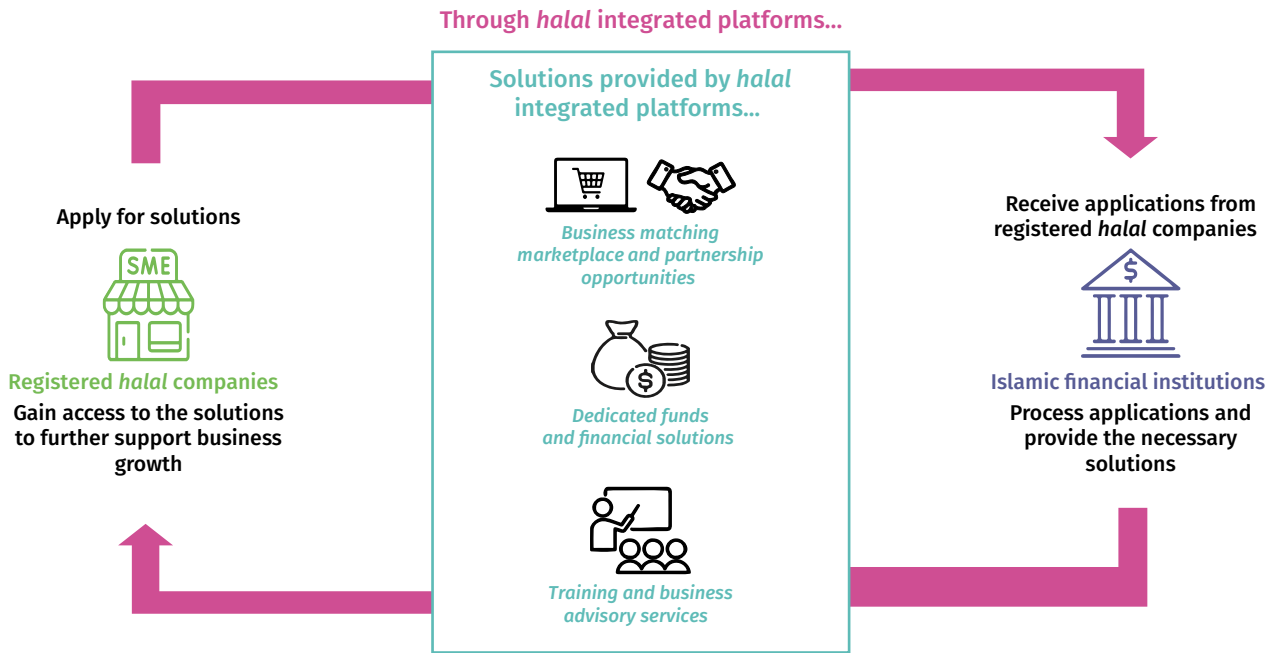 Through halal integrated platforms...
Solutions provided by halal
integrated platforms...
Apply for solutions
SME
Registered halal companies
Gain access to the solutions
to further support business
growth
Business matching
marketplace and partnership
opportunities
$
Dedicated funds
and financial solutions
Training and business
advisory services
Receive applications from
registered halal companies
$
Islamic financial institutions
Process applications and
provide the necessary
solutions